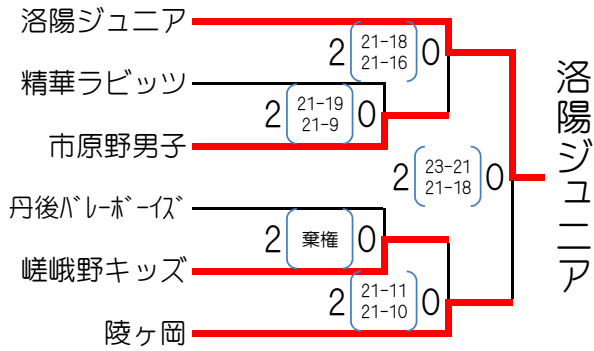 洛陽ジュニア
2 21-18 0
21-16
精華ラビッツ
2 21-19 0
21-9
市原野男子
2 23-21 0
21-18
洛陽ジュニア
丹後バレーボーイズ
2 棄権 0
嵯峨野キッズ
2 21-11 0
21-10
陵ヶ岡